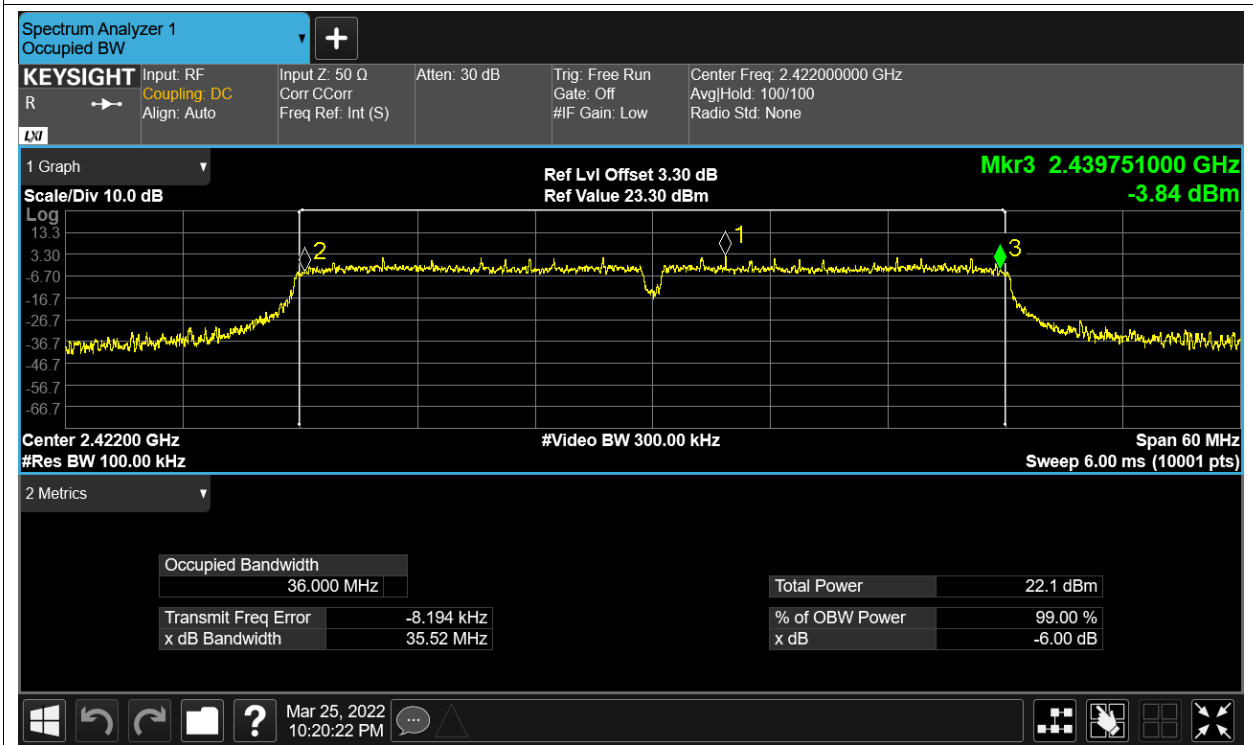 Spectrum Analyzer 1
Occupied BW
KEYSIGHT
R
LXI
Input: RF
Coupling: DC
Align: Auto
Input Z: 50 Ω
Corr CCorr
Freq Ref: Int (S)
Atten: 30 dB
Trig: Free Run
Gate: Off
#IF Gain: Low
Center Freq: 2.422000000 GHz
Avg|Hold: 100/100
Radio Std: None
1 Graph
Scale/Div 10.0 dB
Ref Lvl Offset 3.30 dB
Ref Value 23.30 dBm
Mkr3 2.439751000 GHz
-3.84 dBm
Log
13.3
3.30
-6.70
-16.7
-26.7
-36.7
-46.7
-56.7
-66.7
2
1
3
Center 2.42200 GHz
#Res BW 100.00 kHz
#Video BW 300.00 kHz
Span 60 MHz
Sweep 6.00 ms (10001 pts)
2 Metrics
Occupied Bandwidth
36.000 MHz
Transmit Freq Error -8.194 kHz
x dB Bandwidth 35.52 MHz
Total Power 22.1 dBm
% of OBW Power 99.00 %
x dB -6.00 dB
?
Mar 25, 2022
10:20:22 PM